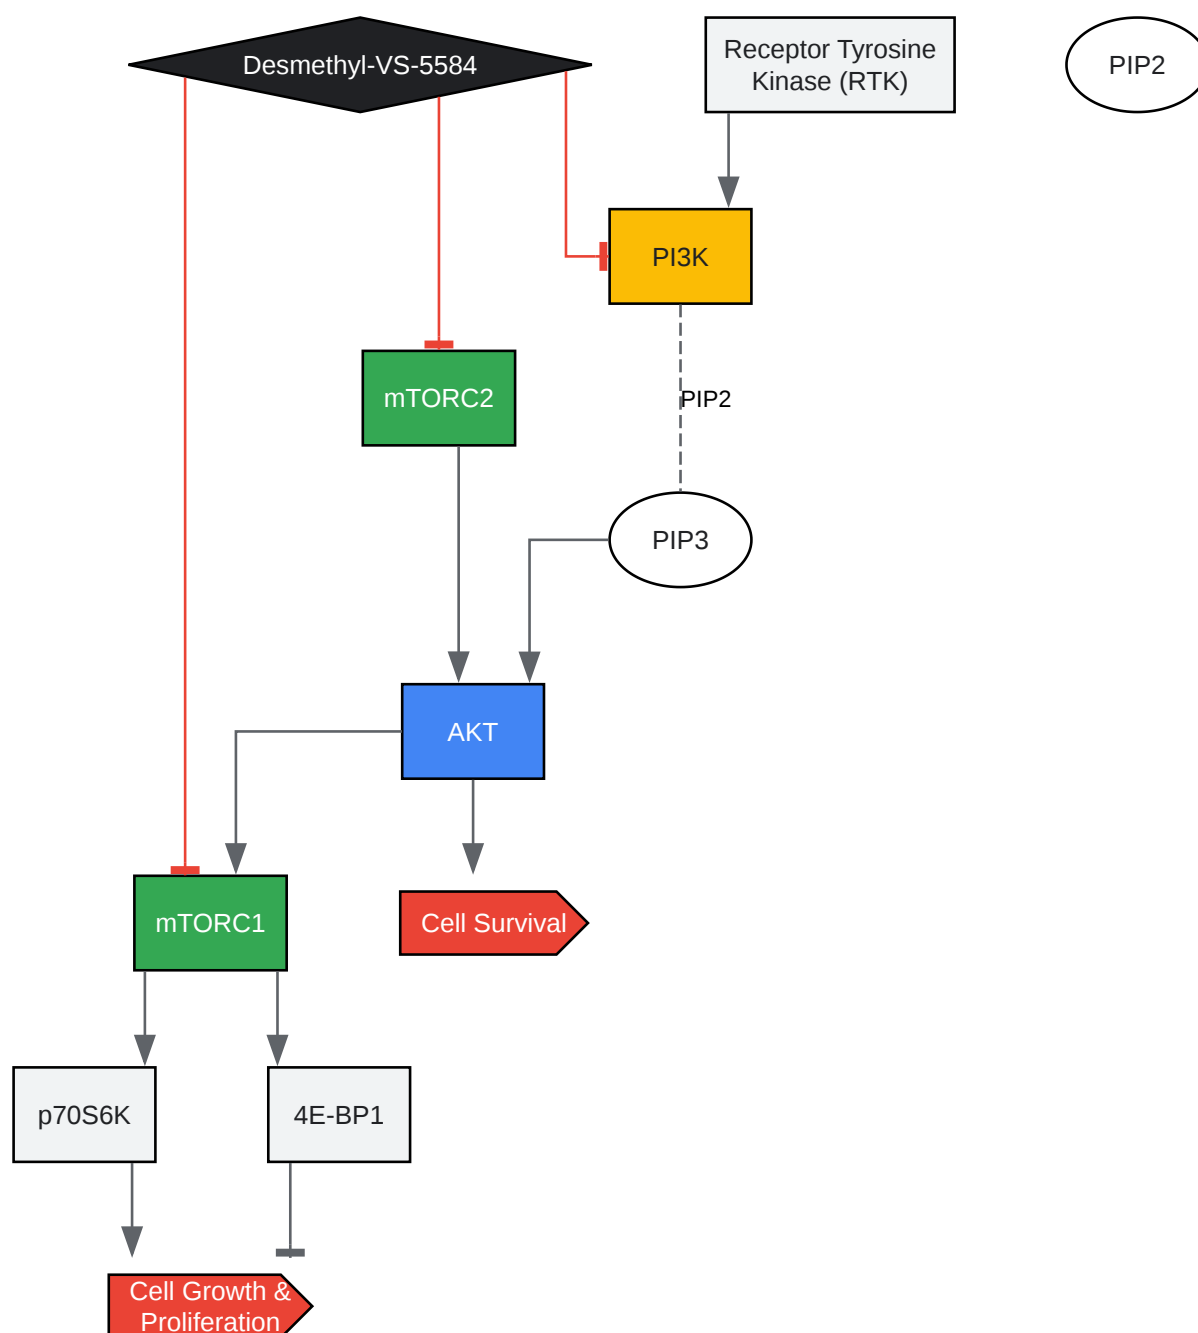 Desmethyl-VS-5584
Receptor Tyrosine
Kinase (RTK)
PIP2
PI3K
mTORC2
PIP2
PIP3
AKT
mTORC1
Cell Survival
p70S6K
4E-BP1
Cell Growth &
Proliferation